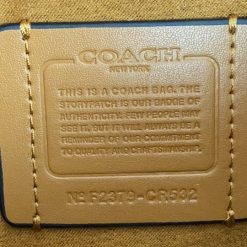 COACH
NEW YORK
THIS IS A COACH BAG. THE
STORYPATCH IS OUR BADGE OF
AUTHENTICITY. FEW PEOPLE MAY
SEE IT, BUT IT WILL ALWAYS BE A
REMINDER OF OUR COMMITMENT
TO QUALITY AND CRAFTSMANSHIP.
Nº F2379-CR532